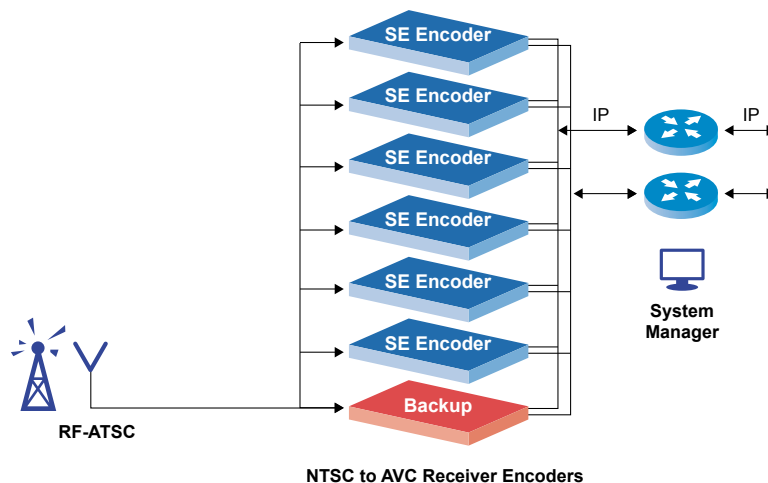 SE Encoder
SE Encoder
IP
IP
SE Encoder
SE Encoder
SE Encoder
System
Manager
SE Encoder
Backup
RF-ATSC
NTSC to AVC Receiver Encoders